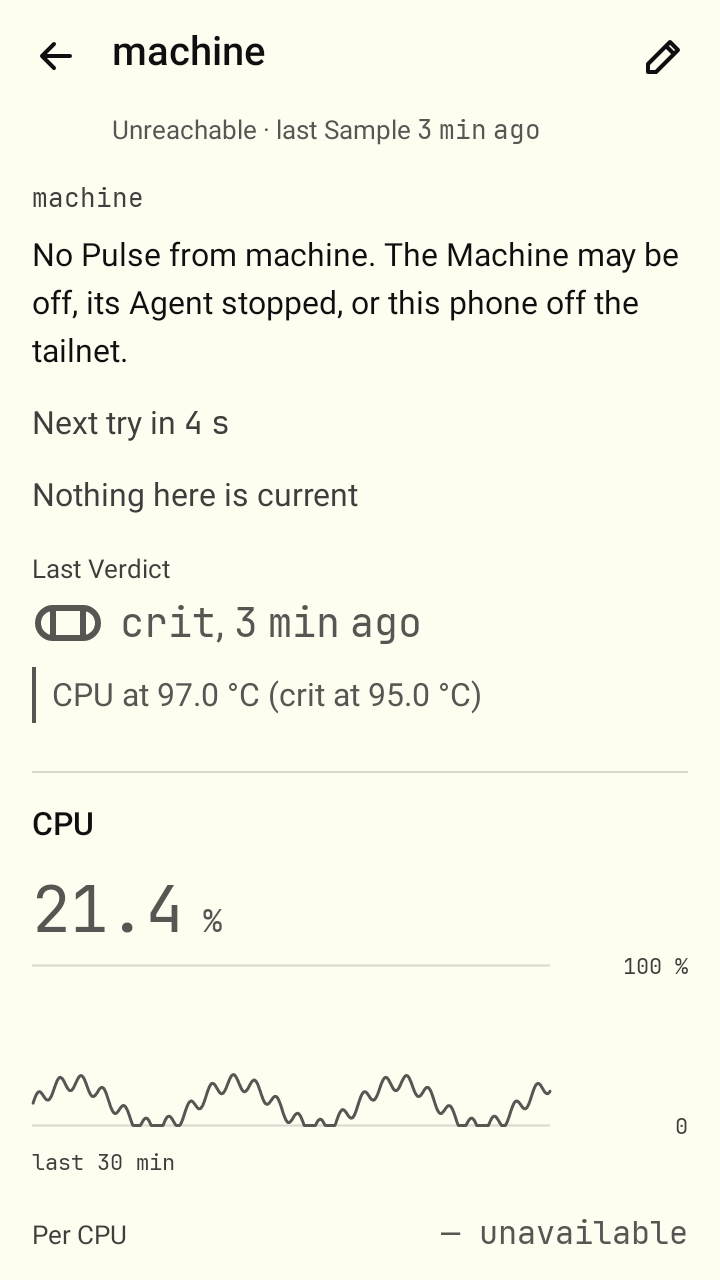 machine
Unreachable · last Sample 3 min ago
machine
No Pulse from machine. The Machine may be
off, its Agent stopped, or this phone off the
tailnet.
Next try in 4 s
Nothing here is current
Last Verdict
crit, 3 min ago
CPU at 97.0 °C (crit at 95.0 °C)
CPU
21.4 %
100 %
0
last 30 min
Per CPU — unavailable